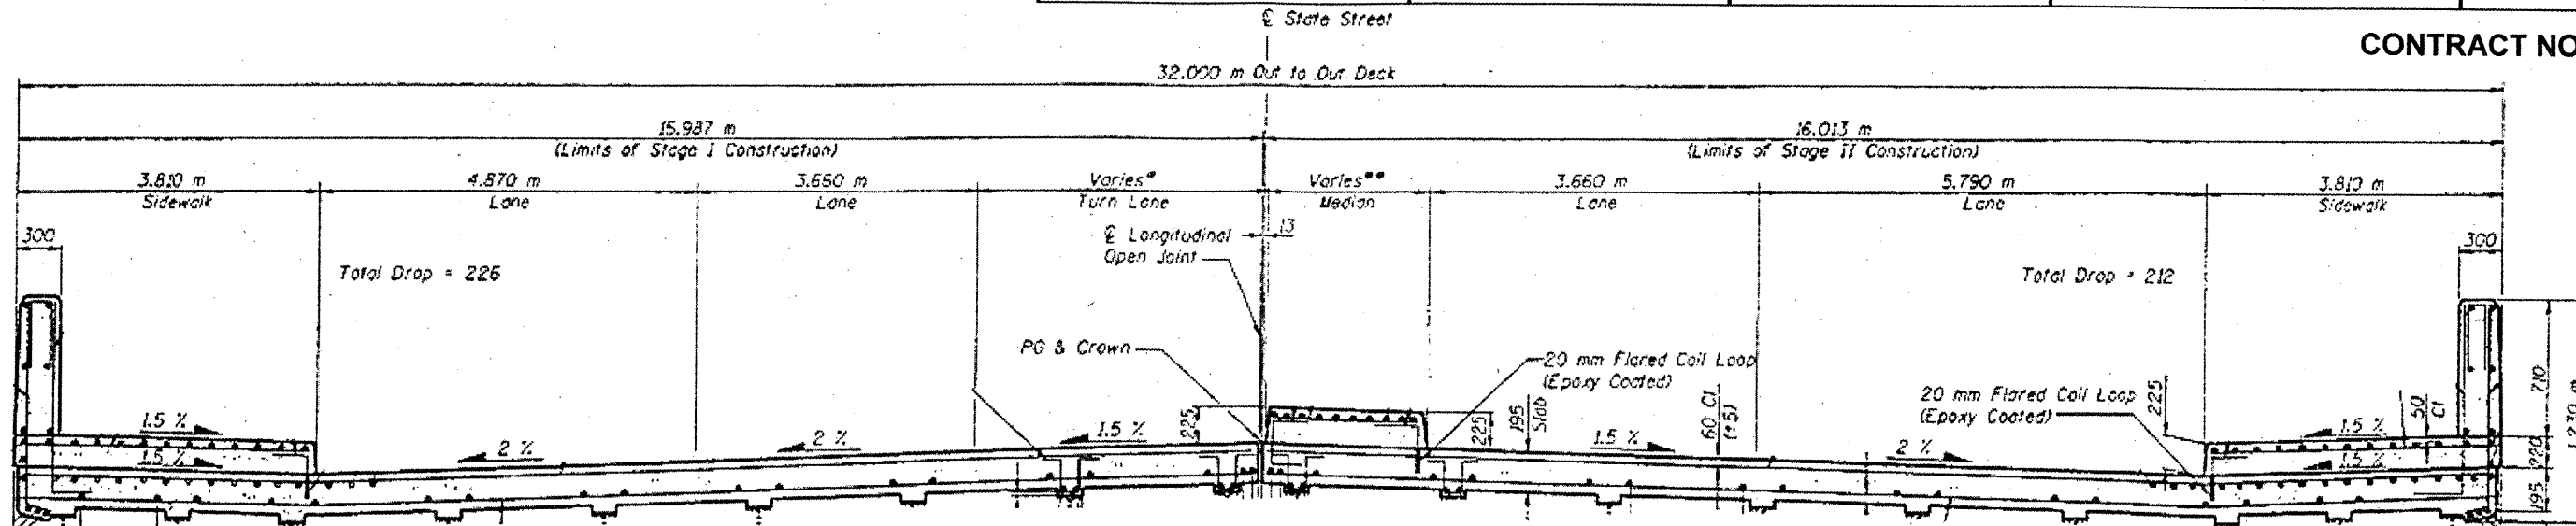 ℄ State Street
CONTRACT NO
32.000 m Out to Out Deck
15.987 m
(Limits of Stage I Construction)
16.013 m
(Limits of Stage II Construction)
3.810 m
Sidewalk
4.870 m
Lane
3.650 m
Lane
Varies*
Turn Lane
Varies**
Median
3.660 m
Lane
5.790 m
Lane
3.810 m
Sidewalk
300
℄ Longitudinal
Open Joint
13
300
Total Drop = 226
Total Drop = 212
PG & Crown
20 mm Flared Coil Loop
(Epoxy Coated)
20 mm Flared Coil Loop
(Epoxy Coated)
1.5 %
1.5 %
2 %
2 %
1.5 %
225
225
195
Slab
1.5 %
60 Cl
(±5)
2 %
225
50
Cl
1.5 %
1.5 %
710
220
195